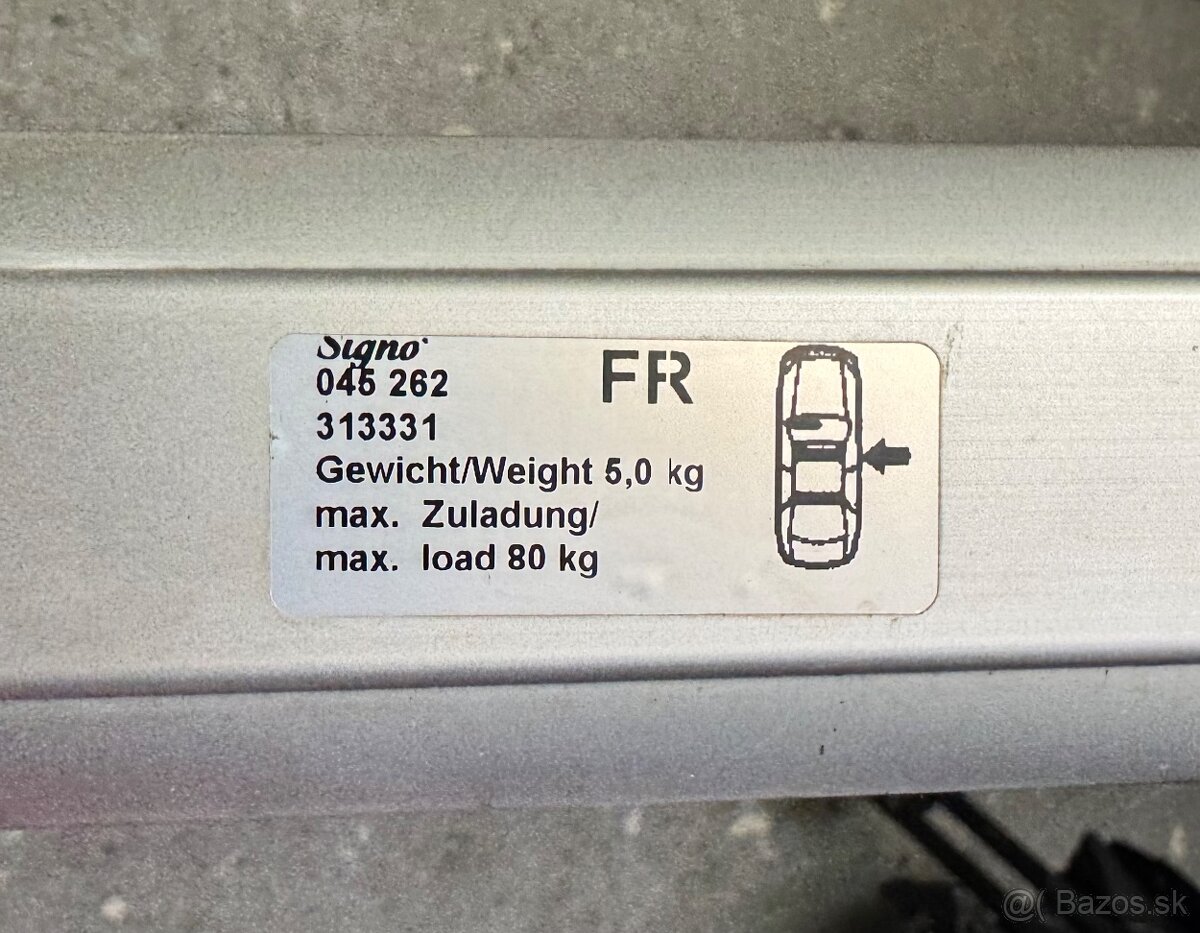 Signo
045 262
FR
313331
Gewicht/Weight 5,0 kg
max. Zuladung/
max. load 80 kg
@( Bazos.sk